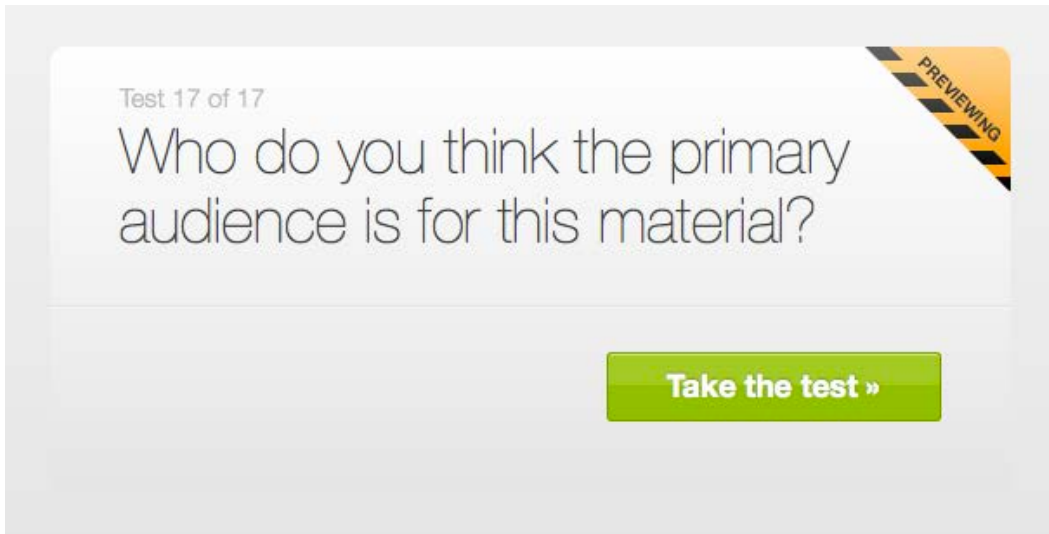 PREVIEWING
Test 17 of 17
Who do you think the primary
audience is for this material?
Take the test »